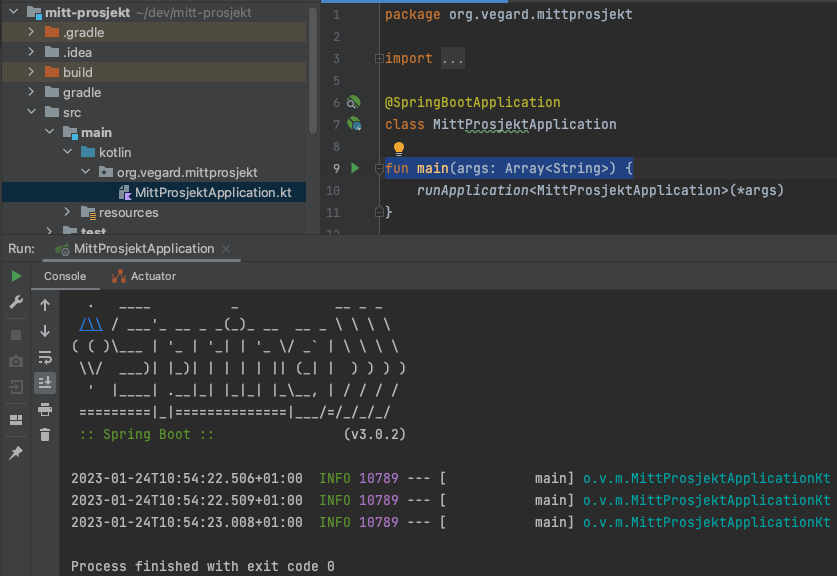 mitt-prosjekt ~/dev/mitt-prosjekt
.gradle
.idea
build
gradle
src
main
kotlin
org.vegard.mittprosjekt
MittProsjektApplication.kt
resources
test
1 package org.vegard.mittprosjekt
2
3 import ...
5
6 @SpringBootApplication
7 class MittProsjektApplication
8
9 fun main(args: Array<String>) {
10 runApplication<MittProsjektApplication>(*args)
11 }
12
Run: MittProsjektApplication
Console Actuator
  .   ____          _            __ _ _
 /\\ / ___'_ __ _ _(_)_ __  __ _ \ \ \ \
( ( )\___ | '_ | '_| | '_ \/ _` | \ \ \ \
 \\/  ___)| |_)| | | | | || (_| |  ) ) ) )
  '  |____| .__|_| |_|_| |_\__, | / / / /
 =========|_|==============|___/=/_/_/_/
 :: Spring Boot ::                (v3.0.2)
2023-01-24T10:54:22.506+01:00  INFO 10789 --- [           main] o.v.m.MittProsjektApplicationKt
2023-01-24T10:54:22.509+01:00  INFO 10789 --- [           main] o.v.m.MittProsjektApplicationKt
2023-01-24T10:54:23.008+01:00  INFO 10789 --- [           main] o.v.m.MittProsjektApplicationKt
Process finished with exit code 0